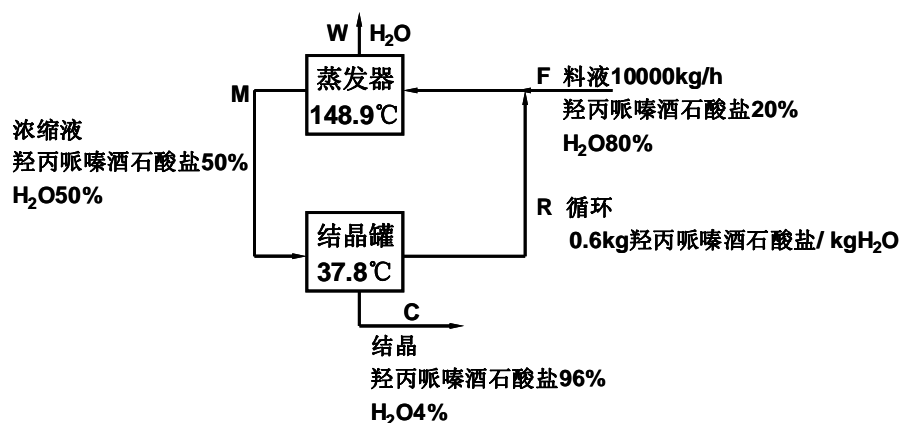 W H₂O
蒸发器
148.9℃
M
F 料液10000kg/h
羟丙哌嗪酒石酸盐20%
H₂O80%
浓缩液
羟丙哌嗪酒石酸盐50%
H₂O50%
结晶罐
37.8℃
R 循环
0.6kg羟丙哌嗪酒石酸盐/ kgH₂O
C
结晶
羟丙哌嗪酒石酸盐96%
H₂O4%